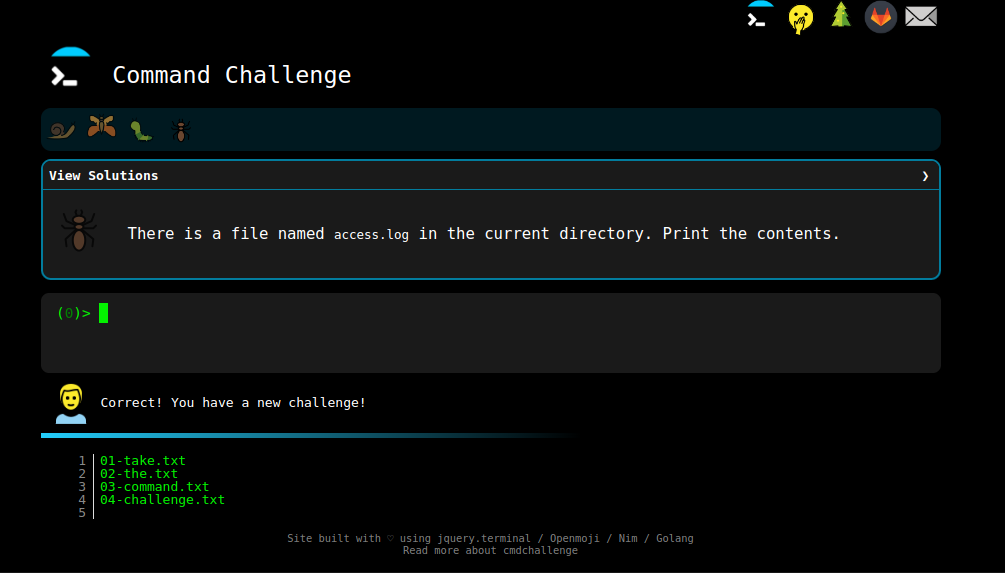 Command Challenge
View Solutions ❯
There is a file named access.log in the current directory. Print the contents.
(0)>
Correct! You have a new challenge!
1 01-take.txt
2 02-the.txt
3 03-command.txt
4 04-challenge.txt
5
Site built with ♡ using jquery.terminal / Openmoji / Nim / Golang
Read more about cmdchallenge